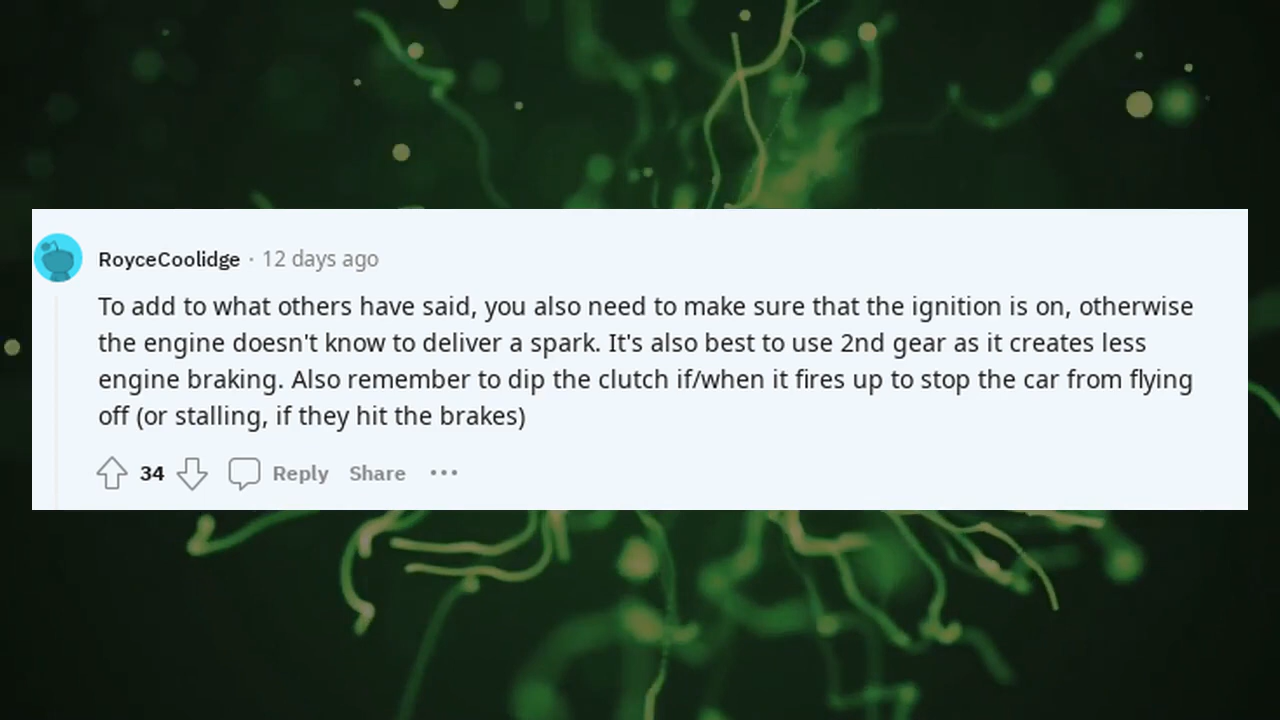 RoyceCoolidge · 12 days ago
To add to what others have said, you also need to make sure that the ignition is on, otherwise
the engine doesn't know to deliver a spark. It's also best to use 2nd gear as it creates less
engine braking. Also remember to dip the clutch if/when it fires up to stop the car from flying
off (or stalling, if they hit the brakes)
34 Reply Share ···